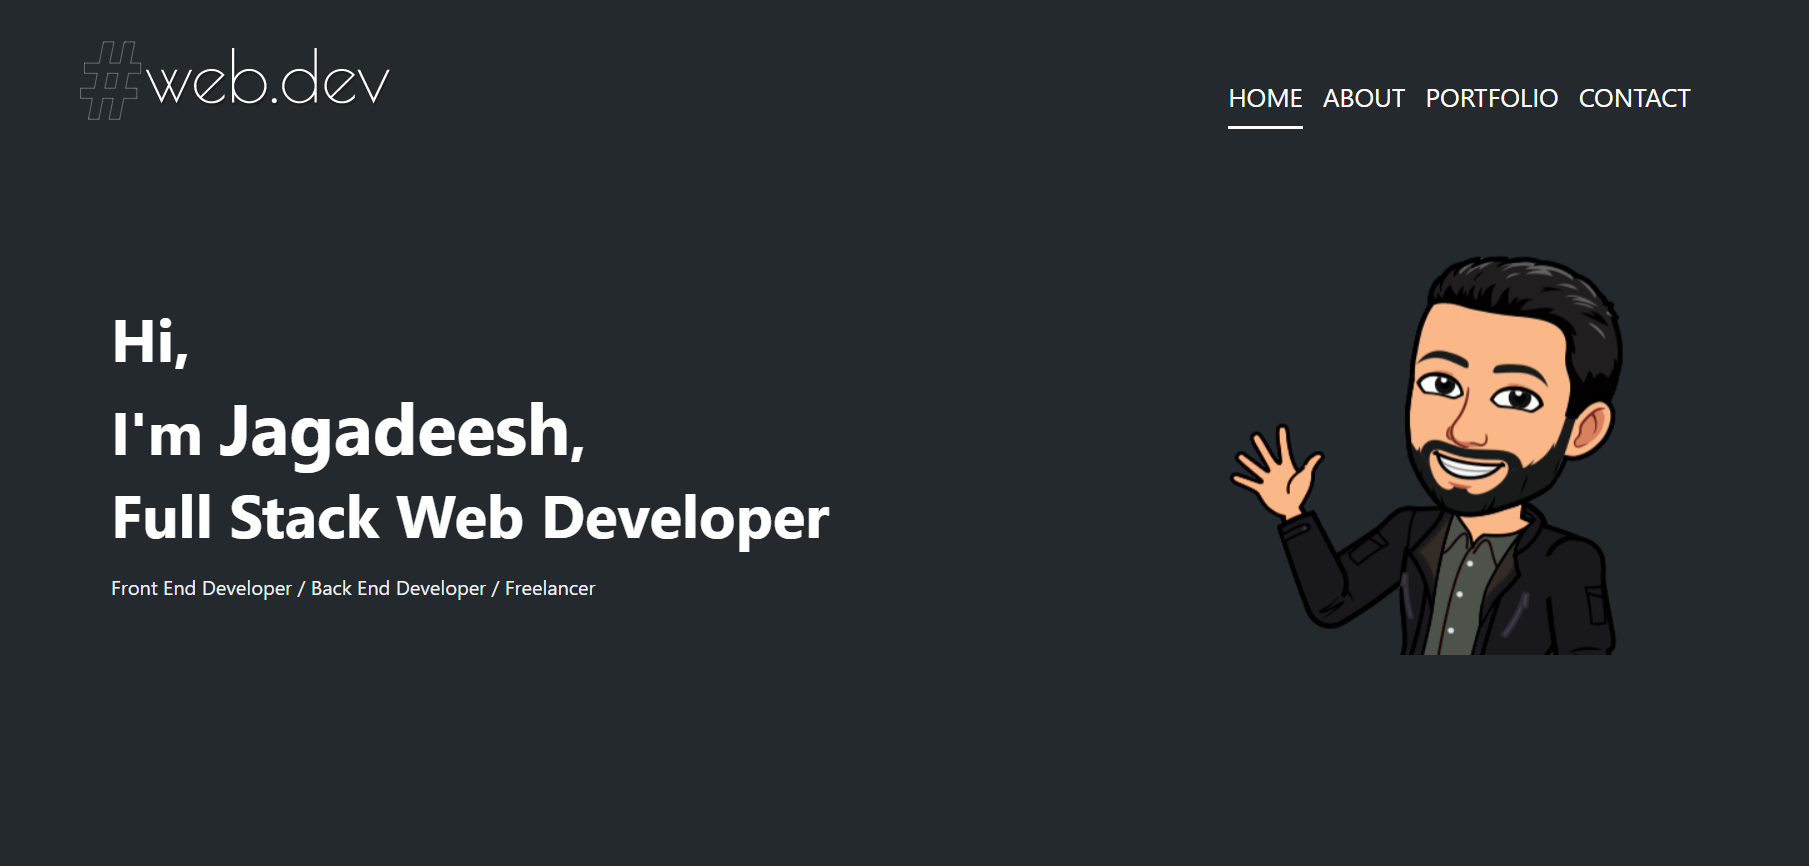 #web.dev
HOME ABOUT PORTFOLIO CONTACT
Hi,
I'm Jagadeesh,
Full Stack Web Developer
Front End Developer / Back End Developer / Freelancer